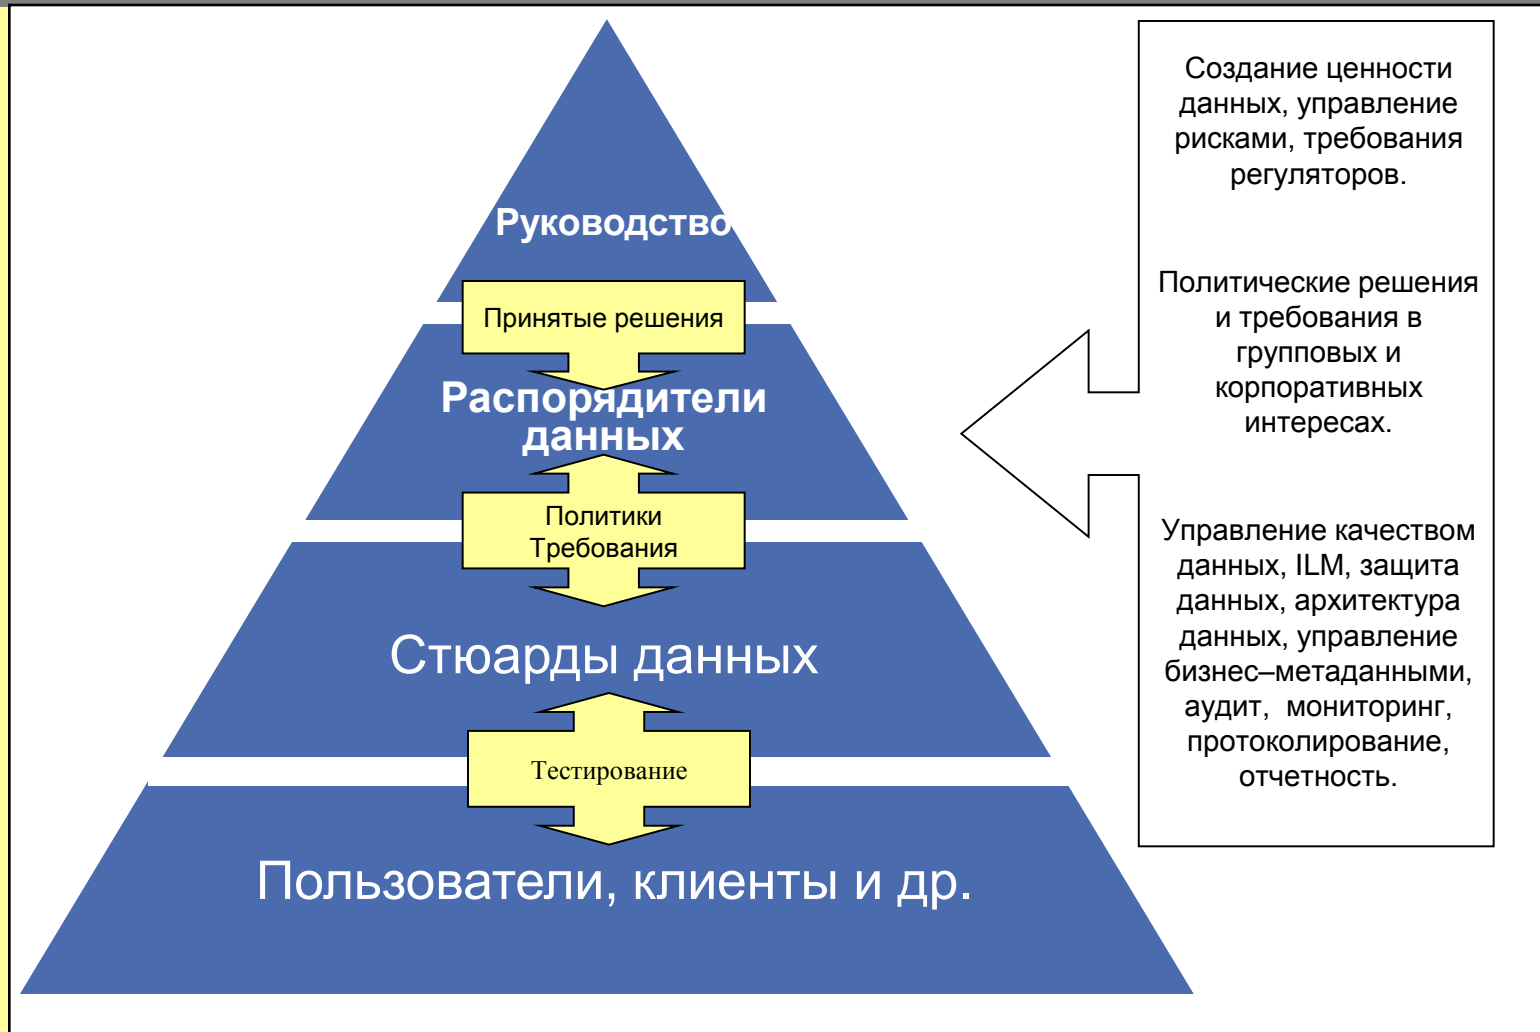 Руководство
Принятые решения
Распорядители
данных
Политики
Требования
Стюарды данных
Тестирование
Пользователи, клиенты и др.
Создание ценности
данных, управление
рисками, требования
регуляторов.
Политические решения
и требования в
групповых и
корпоративных
интересах.
Управление качеством
данных, ILM, защита
данных, архитектура
данных, управление
бизнес–метаданными,
аудит,  мониторинг,
протоколирование,
отчетность.